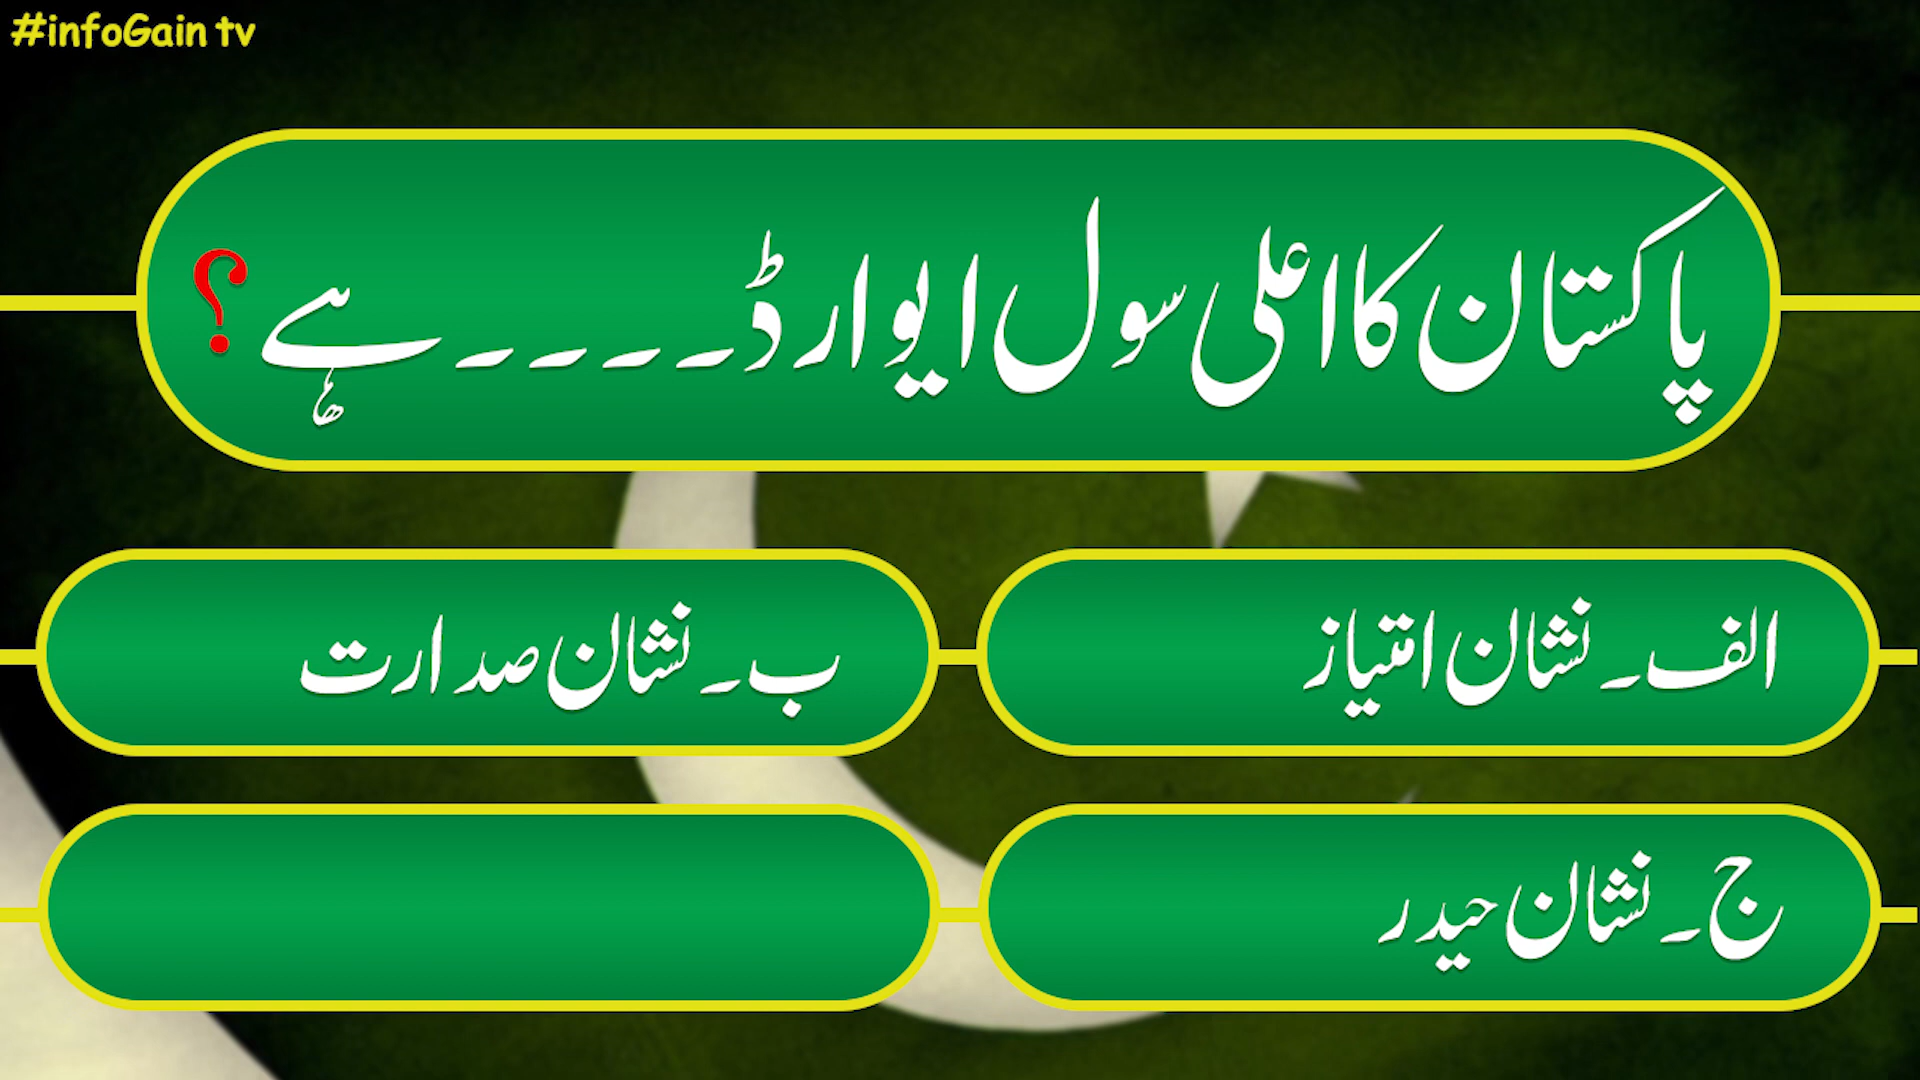 #infoGain tv
پاکستان کا اعلی سول ایوارڈ۔۔۔۔ہے؟
الف۔نشان امتیاز
ب۔نشان صدارت
ج۔نشان حیدر